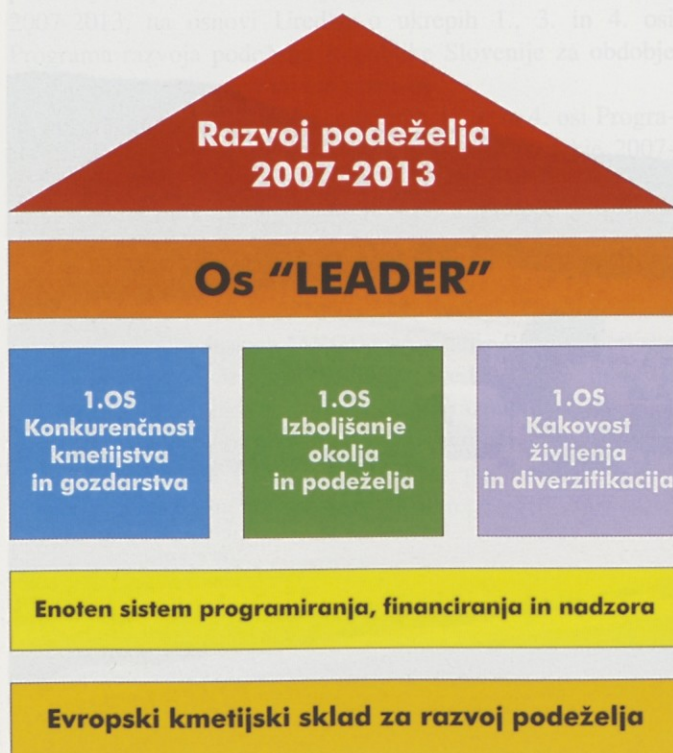 Razvoj podeželja
2007-2013
Os “LEADER”
1.OS
Konkurenčnost
kmetijstva
in gozdarstva
1.OS
Izboljšanje
okolja
in podeželja
1.OS
Kakovost
življenja
in diverzifikacija
Enoten sistem programiranja, financiranja in nadzora
Evropski kmetijski sklad za razvoj podeželja